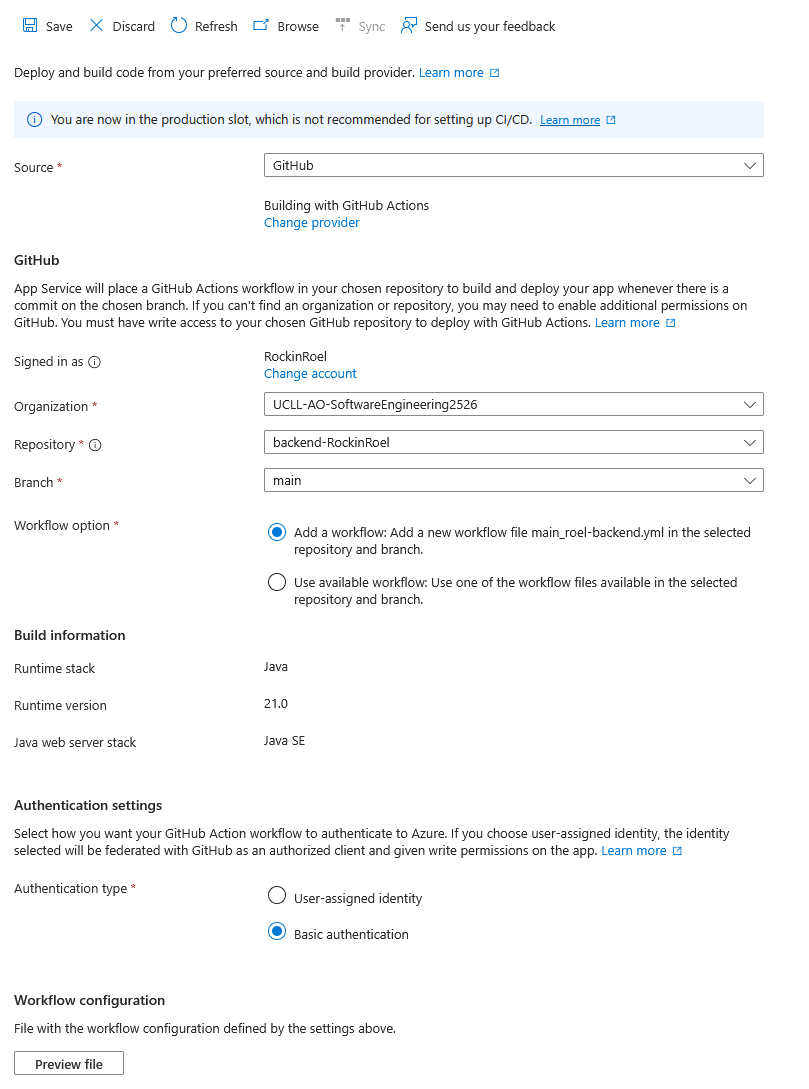 Save Discard Refresh Browse Sync Send us your feedback
Deploy and build code from your preferred source and build provider. Learn more
You are now in the production slot, which is not recommended for setting up CI/CD. Learn more
Source * GitHub
Building with GitHub Actions
Change provider
GitHub
App Service will place a GitHub Actions workflow in your chosen repository to build and deploy your app whenever there is a
commit on the chosen branch. If you can't find an organization or repository, you may need to enable additional permissions on
GitHub. You must have write access to your chosen GitHub repository to deploy with GitHub Actions. Learn more
Signed in as RockinRoel
Change account
Organization * UCLL-AO-SoftwareEngineering2526
Repository * backend-RockinRoel
Branch * main
Workflow option * Add a workflow: Add a new workflow file main_roel-backend.yml in the selected
repository and branch.
Use available workflow: Use one of the workflow files available in the selected
repository and branch.
Build information
Runtime stack Java
Runtime version 21.0
Java web server stack Java SE
Authentication settings
Select how you want your GitHub Action workflow to authenticate to Azure. If you choose user-assigned identity, the identity
selected will be federated with GitHub as an authorized client and given write permissions on the app. Learn more
Authentication type * User-assigned identity
Basic authentication
Workflow configuration
File with the workflow configuration defined by the settings above.
Preview file